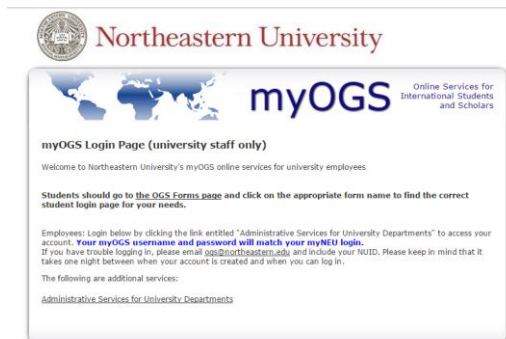 Northeastern University
myOGS
Online Services for
International Students
and Scholars
myOGS Login Page (university staff only)
Welcome to Northeastern University's myOGS online services for university employees
Students should go to the OGS Forms page and click on the appropriate form name to find the correct
student login page for your needs.
Employees: Login below by clicking the link entitled "Administrative Services for University Departments" to access your
account. Your myOGS username and password will match your myNEU login.
If you have trouble logging in, please email ogs@northeastern.edu and include your NUID. Please keep in mind that it
takes one night between when your account is created and when you can log in.
The following are additional services:
Administrative Services for University Departments